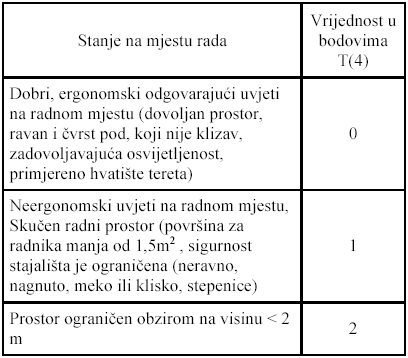 Stanje na mjestu rada
Vrijednost u
bodovima
T(4)
Dobri, ergonomski odgovarajući uvjeti
na radnom mjestu (dovoljan prostor,
ravan i čvrst pod, koji nije klizav,
zadovoljavajuća osvijetljenost,
primjereno hvatište tereta)
0
Neergonomski uvjeti na radnom mjestu,
Skučen radni prostor (površina za
radnika manja od 1,5m² , sigurnost
stajališta je ograničena (neravno,
nagnuto, meko ili klisko, stepenice)
1
Prostor ograničen obzirom na visinu < 2
m
2